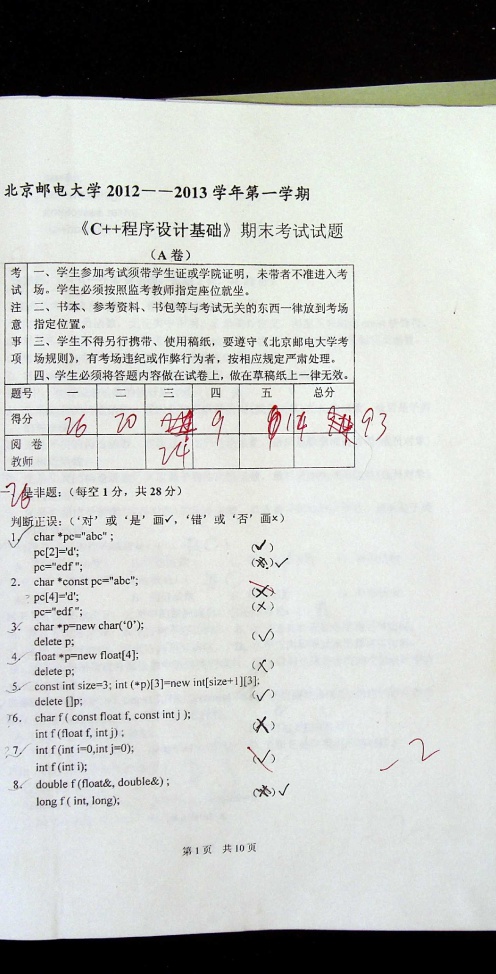 北京邮电大学 2012——2013 学年第一学期
《C++程序设计基础》期末考试试题
（A 卷）
考试注意事项
一、学生参加考试须带学生证或学院证明，未带者不准进入考
场。学生必须按照监考教师指定座位就坐。
二、书本、参考资料、书包等与考试无关的东西一律放到考场
指定位置。
三、学生不得另行携带、使用稿纸，要遵守《北京邮电大学考
场规则》，有考场违纪或作弊行为者，按相应规定严肃处理。
四、学生必须将答题内容做在试卷上，做在草稿纸上一律无效。
题号 一 二 三 四 五 总分
得分 26 20 24 9 14 93
阅卷教师
是非题：（每空 1 分，共 28 分）
判断正误：（‘对’或‘是’画✓，‘错’或‘否’画×）
1. char *pc="abc" ;
pc[2]='d'; (✓)
pc="edf "; ✓
2. char *const pc="abc";
pc[4]='d'; (×)
pc="edf "; (×)
3. char *p=new char(‘0’);
delete p; (✓)
4. float *p=new float[4];
delete p; (×)
5. const int size=3; int (*p)[3]=new int[size+1][3];
delete []p; (✓)
6. char f ( const float f, const int j );
int f (float f, int j) ; (×)
7. int f (int i=0,int j=0);
int f (int i); (✓)
8. double f (float&, double&) ;
long f ( int, long); ✓
-2
第 1 页 共 10 页